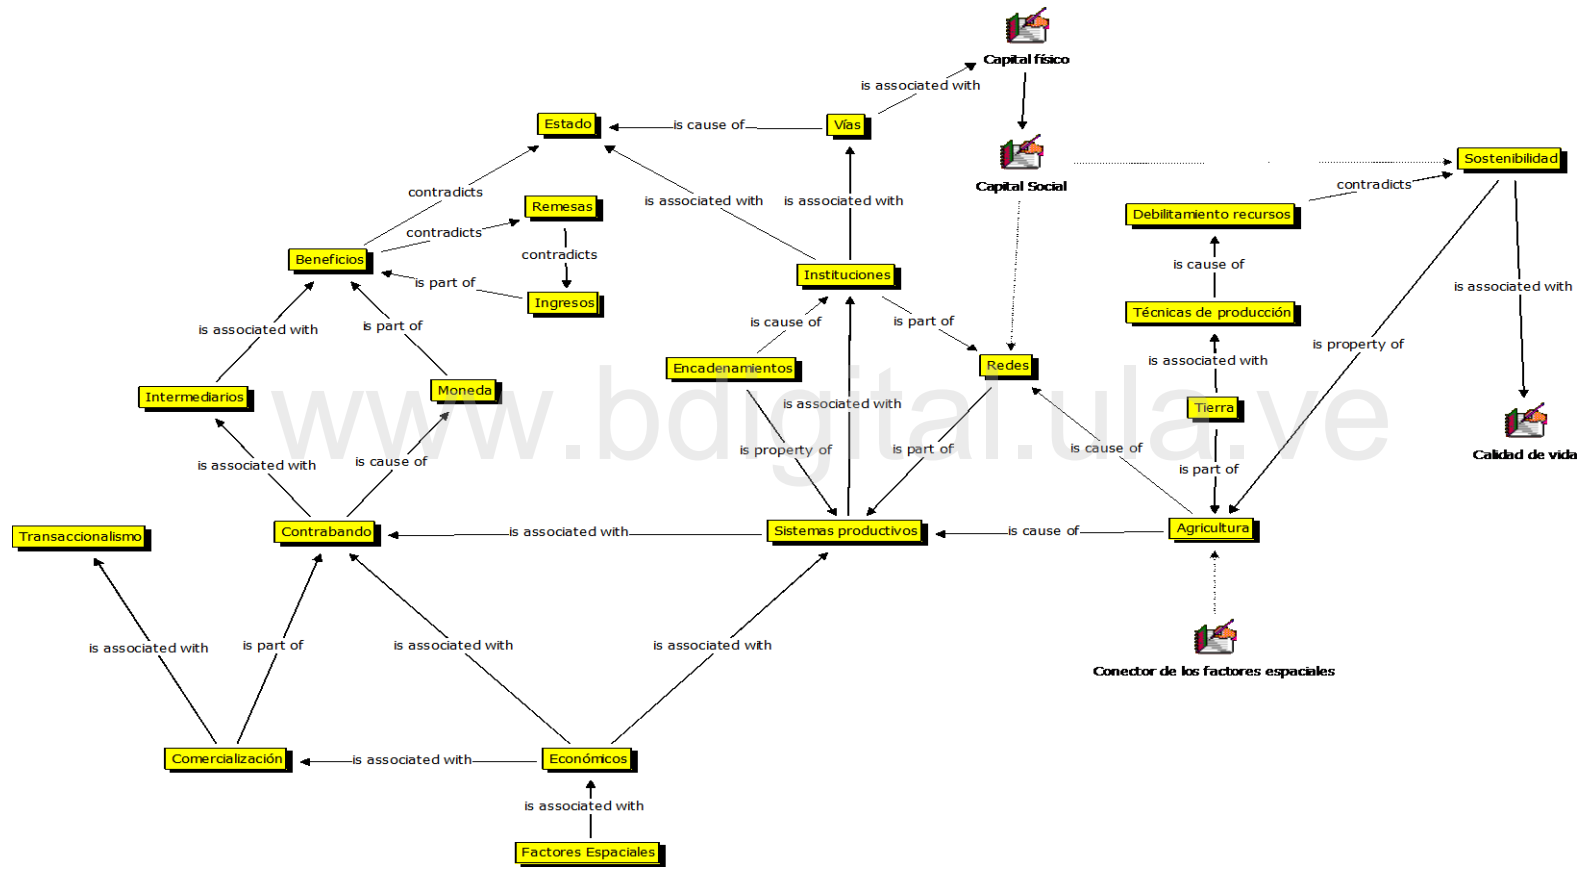 Capital físico
is associated with
Estado
is cause of
Vías
Capital Social
Sostenibilidad
contradicts
contradicts
Remesas
is associated with
is associated with
Debilitamiento recursos
contradicts
contradicts
Beneficios
is cause of
Instituciones
is part of
Ingresos
is associated with
is associated with
is part of
is cause of
is part of
Técnicas de producción
is property of
is associated with
Encadenamientos
Redes
Intermediarios
Moneda
is associated with
Tierra
www.bdigital.ula.ve
is associated with
is cause of
is property of
is part of
is cause of
is part of
Calidad de vida
Transaccionalismo
Contrabando
is associated with
Sistemas productivos
is cause of
Agricultura
is associated with
is part of
is associated with
is associated with
Conector de los factores espaciales
Comercialización
is associated with
Económicos
is associated with
Factores Espaciales